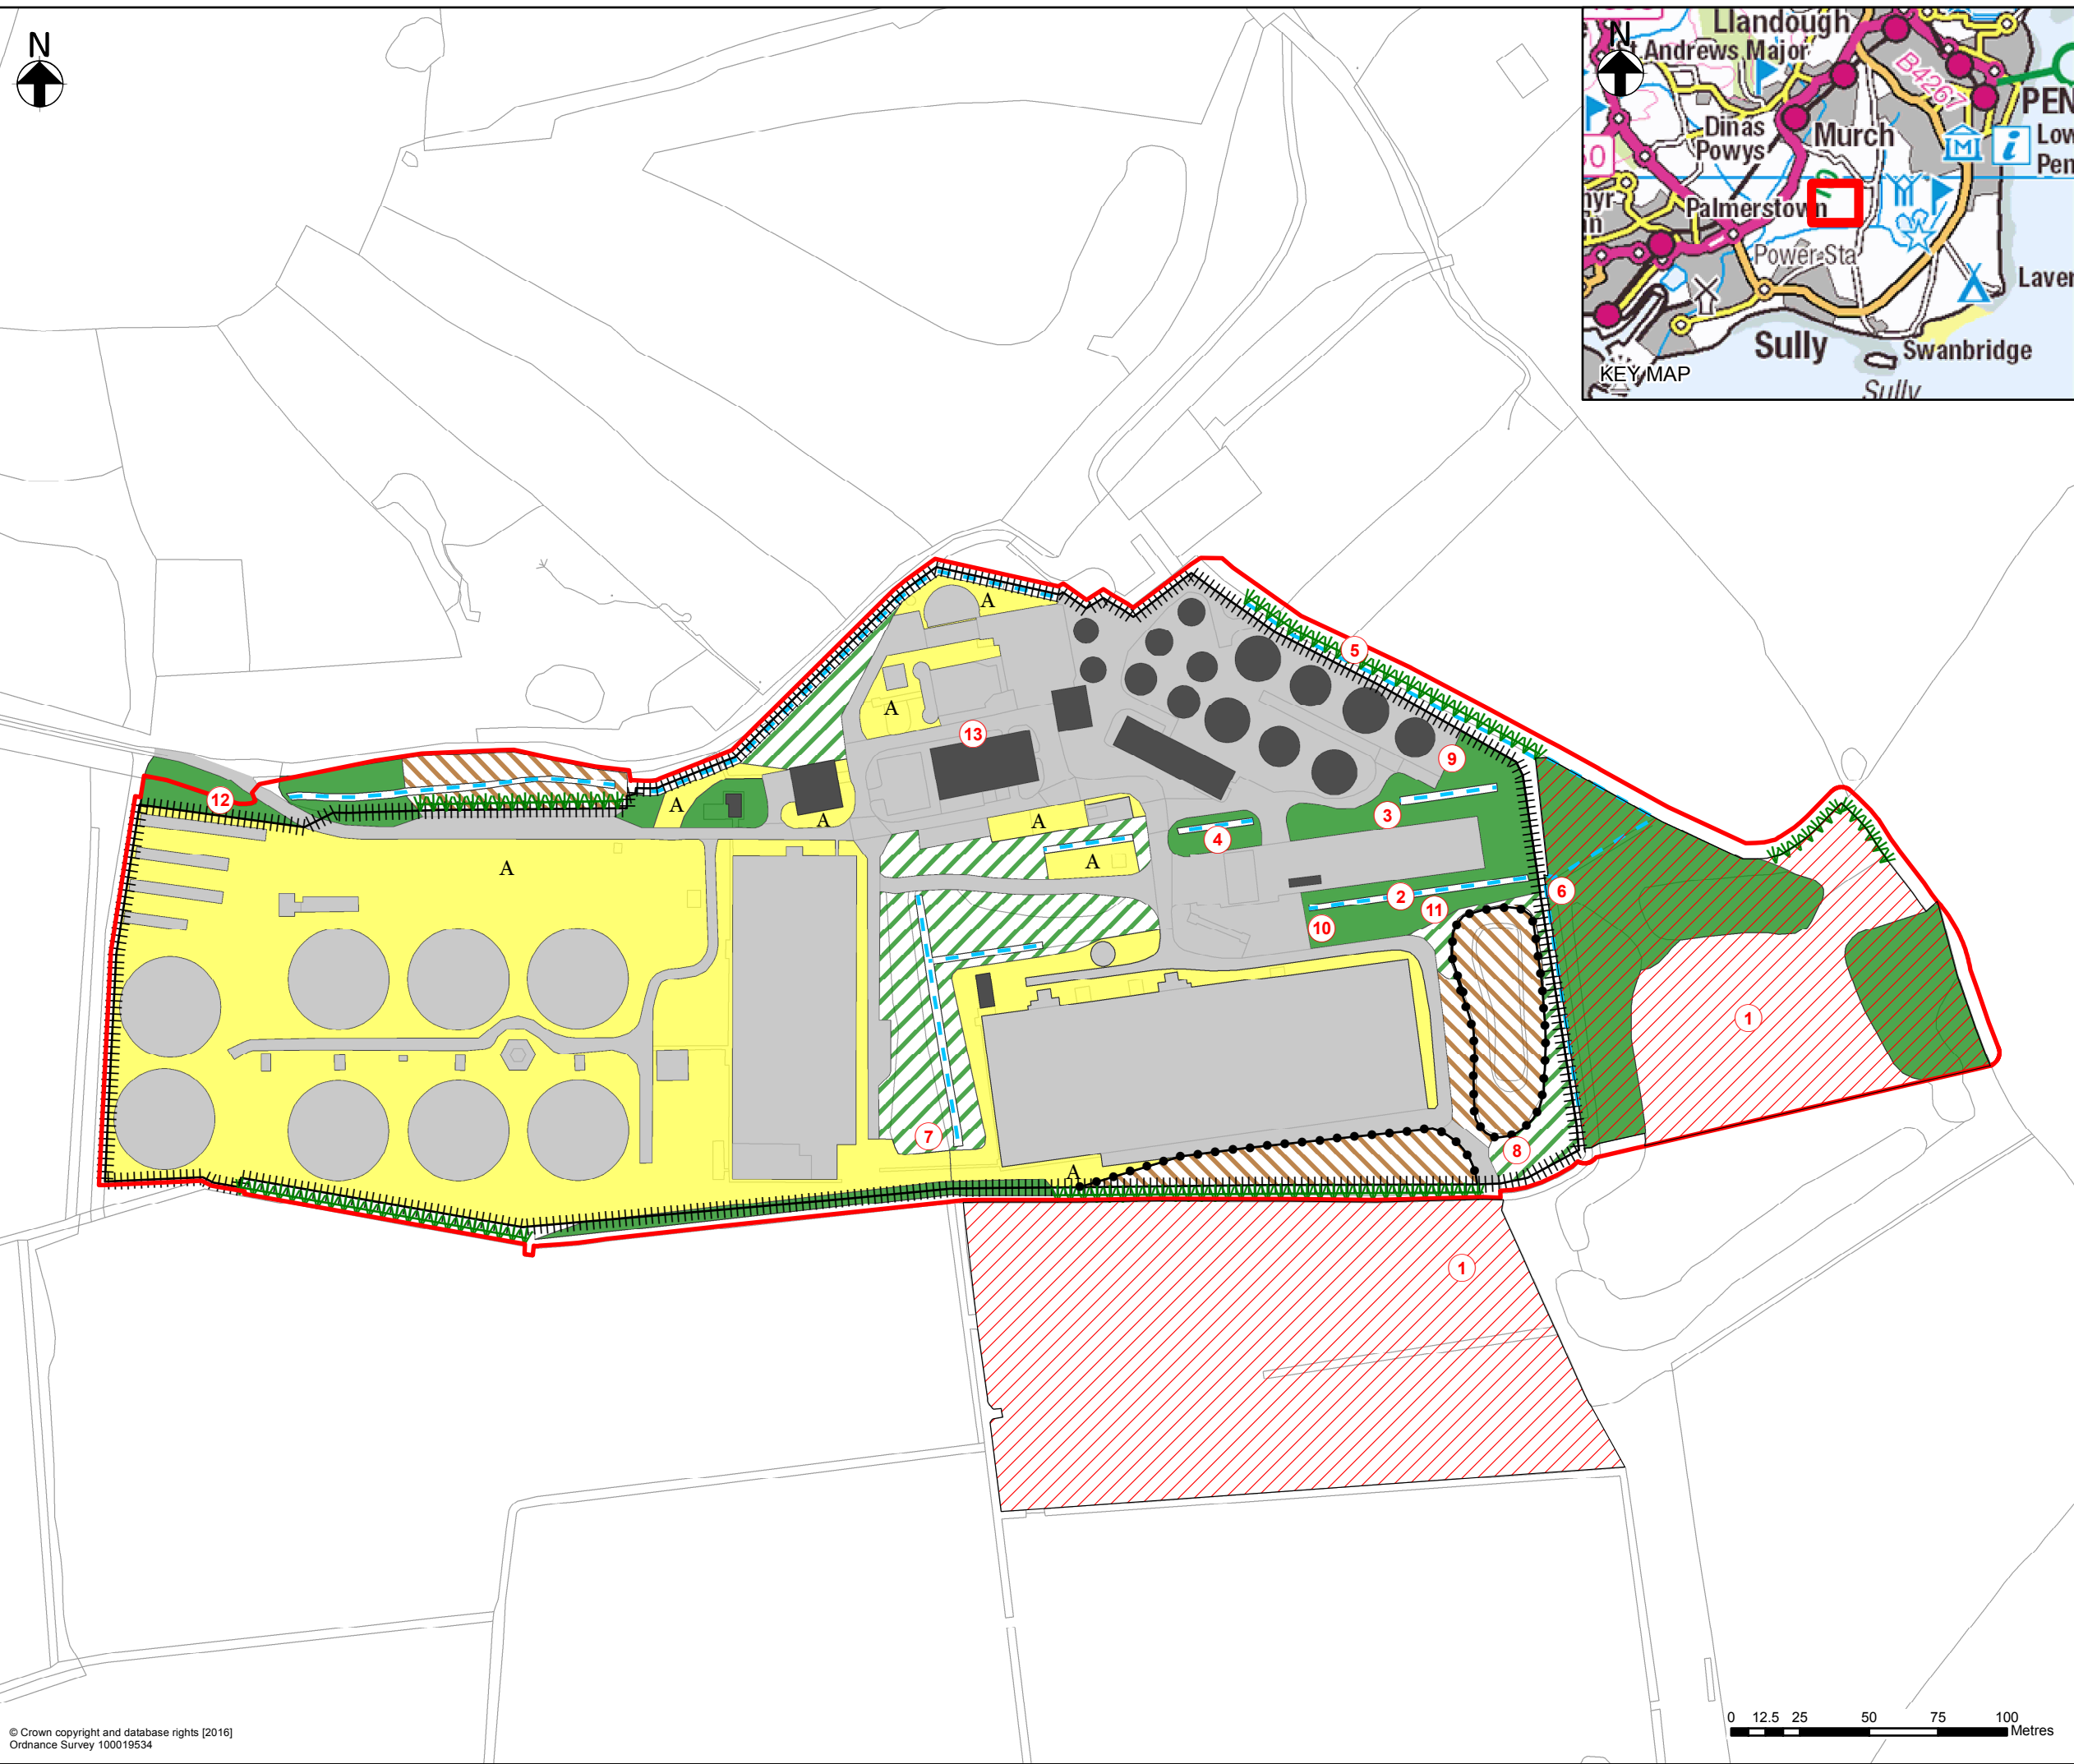 N
N
Llandough
St Andrews Major
B4267
PEN
Dinas
Powys
Murch
M
i
Low
Pen
Palmerstown
Power Sta
Laver
Sully
Swanbridge
KEY MAP
Sully
A
5
A
13
9
12
A
A
A
3
4
A
A
6
2
11
10
1
7
8
A
1
© Crown copyright and database rights [2016]
Ordnance Survey 100019534
0 12.5 25 50 75 100
Metres